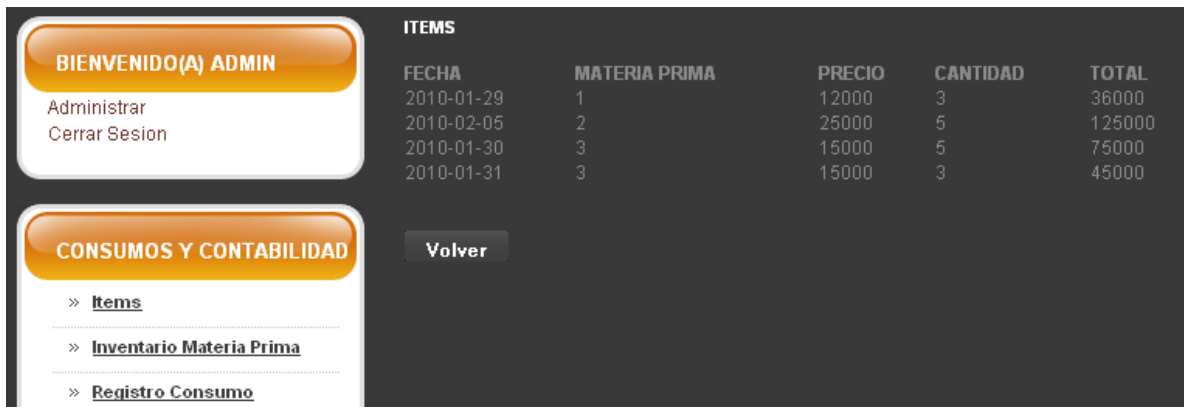 BIENVENIDO(A) ADMIN
Administrar
Cerrar Sesion
CONSUMOS Y CONTABILIDAD
» Items
» Inventario Materia Prima
» Registro Consumo
ITEMS
FECHA MATERIA PRIMA PRECIO CANTIDAD TOTAL
2010-01-29 1 12000 3 36000
2010-02-05 2 25000 5 125000
2010-01-30 3 15000 5 75000
2010-01-31 3 15000 3 45000
Volver